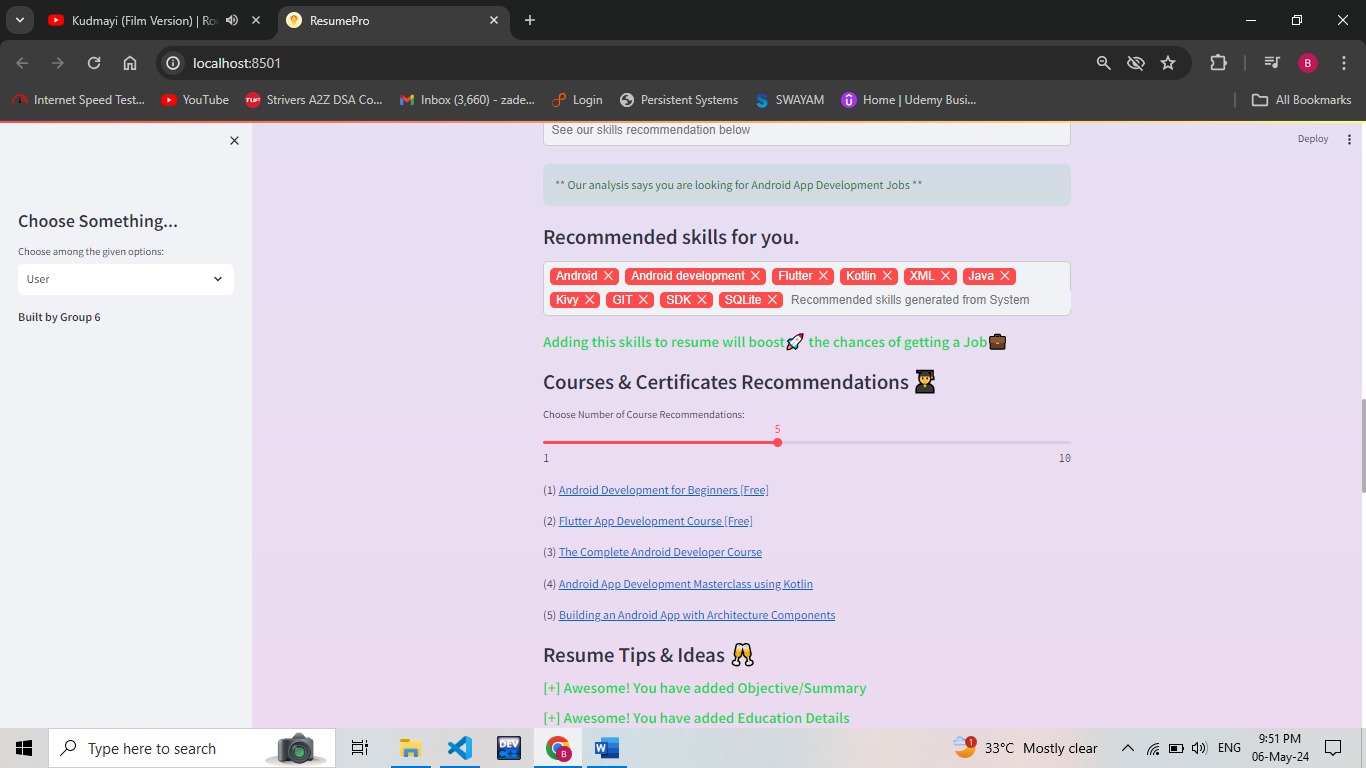 Kudmayi (Film Version) | Ro
ResumePro
localhost:8501
B
Internet Speed Test...
YouTube
TUF
Strivers A2Z DSA Co...
Inbox (3,660) - zade...
Login
Persistent Systems
SWAYAM
Home | Udemy Busi...
All Bookmarks
Deploy
Choose Something...
Choose among the given options:
User
Built by Group 6
See our skills recommendation below
** Our analysis says you are looking for Android App Development Jobs **
Recommended skills for you.
Android Android development Flutter Kotlin XML Java
Kivy GIT SDK SQLite Recommended skills generated from System
Adding this skills to resume will boost🚀 the chances of getting a Job💼
Courses & Certificates Recommendations 👨‍🎓
Choose Number of Course Recommendations:
5
1 10
(1) Android Development for Beginners [Free]
(2) Flutter App Development Course [Free]
(3) The Complete Android Developer Course
(4) Android App Development Masterclass using Kotlin
(5) Building an Android App with Architecture Components
Resume Tips & Ideas 🥂
[+] Awesome! You have added Objective/Summary
[+] Awesome! You have added Education Details
Type here to search
DEV
B
W
1
33°C Mostly clear
ENG
9:51 PM
06-May-24